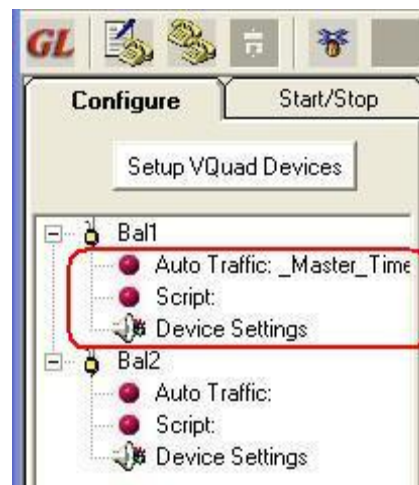 GL
Configure Start/Stop
Setup VQuad Devices
Bal1
Auto Traffic: _Master_Time
Script:
Device Settings
Bal2
Auto Traffic:
Script:
Device Settings